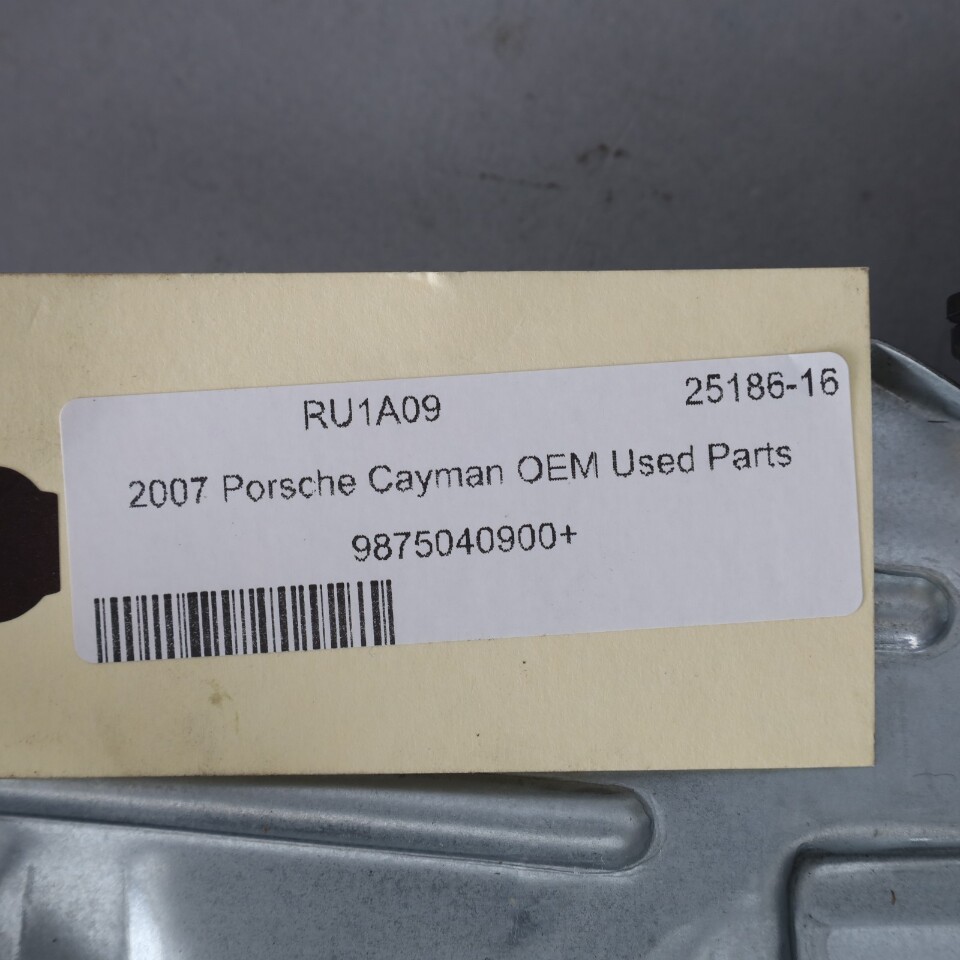 RU1A09 25186-16
2007 Porsche Cayman OEM Used Parts
9875040900+